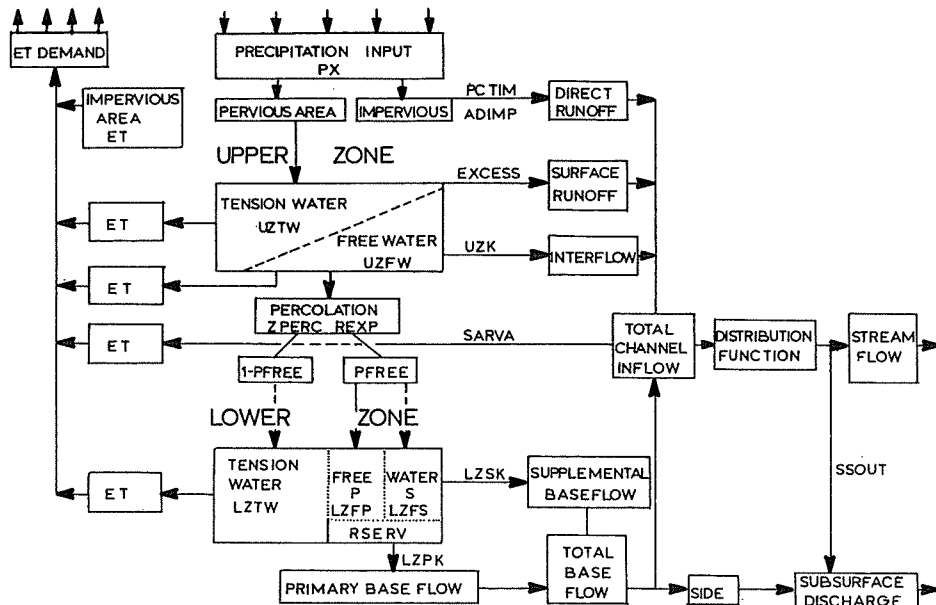 ET DEMAND
PRECIPITATION INPUT
PX
IMPERVIOUS
AREA
ET
PERVIOUS AREA
IMPERVIOUS
PCTIM
ADIMP
DIRECT
RUNOFF
UPPER ZONE
TENSION WATER
UZTW
FREE WATER
UZFW
EXCESS
SURFACE
RUNOFF
ET
UZK
INTERFLOW
ET
PERCOLATION
ZPERC REXP
ET
SARVA
TOTAL
CHANNEL
INFLOW
DISTRIBUTION
FUNCTION
STREAM
FLOW
1-PFREE
PFREE
LOWER ZONE
TENSION
WATER
LZTW
FREE
P
LZFP
WATER
S
LZFS
RSERV
ET
LZSK
SUPPLEMENTAL
BASEFLOW
SSOUT
LZPK
PRIMARY BASE FLOW
TOTAL
BASE
FLOW
SIDE
SUBSURFACE
DISCHARGE